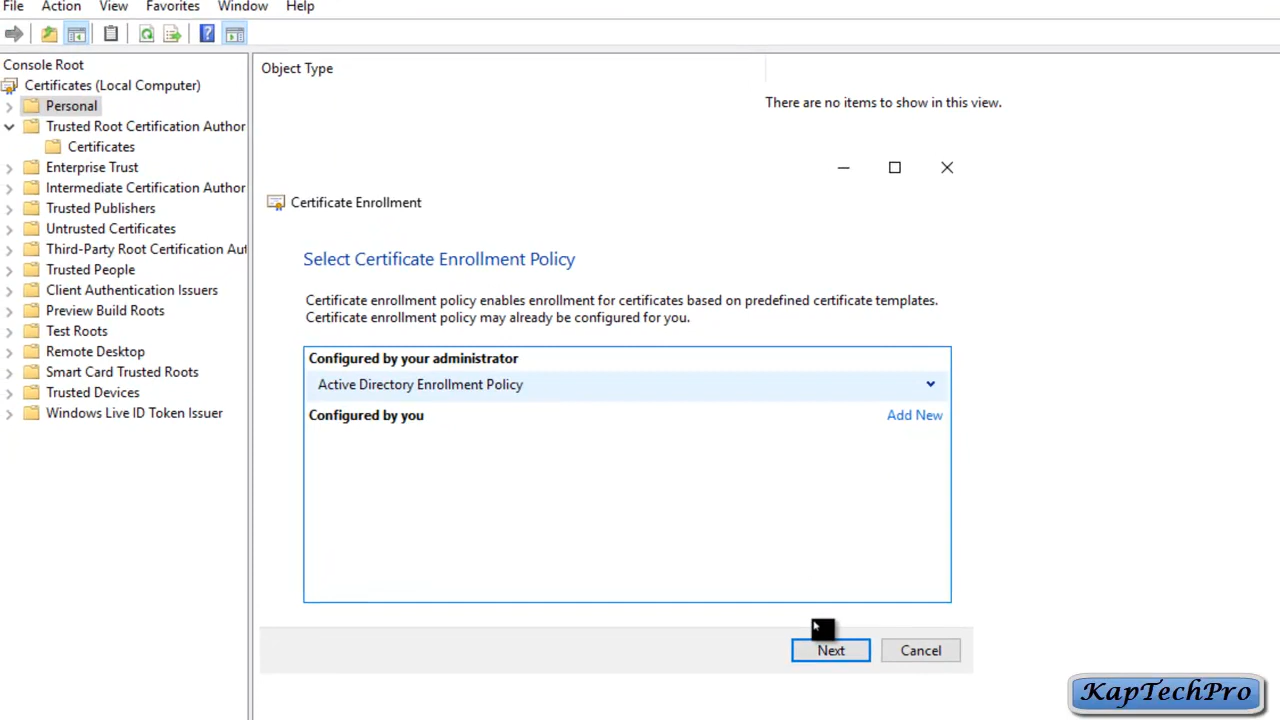 File Action View Favorites Window Help
Console Root
Certificates (Local Computer)
Personal
Trusted Root Certification Author
Certificates
Enterprise Trust
Intermediate Certification Author
Trusted Publishers
Untrusted Certificates
Third-Party Root Certification Aut
Trusted People
Client Authentication Issuers
Preview Build Roots
Test Roots
Remote Desktop
Smart Card Trusted Roots
Trusted Devices
Windows Live ID Token Issuer
Object Type
There are no items to show in this view.
Certificate Enrollment
Select Certificate Enrollment Policy
Certificate enrollment policy enables enrollment for certificates based on predefined certificate templates.
Certificate enrollment policy may already be configured for you.
Configured by your administrator
Active Directory Enrollment Policy
Configured by you Add New
Next Cancel
KapTechPro